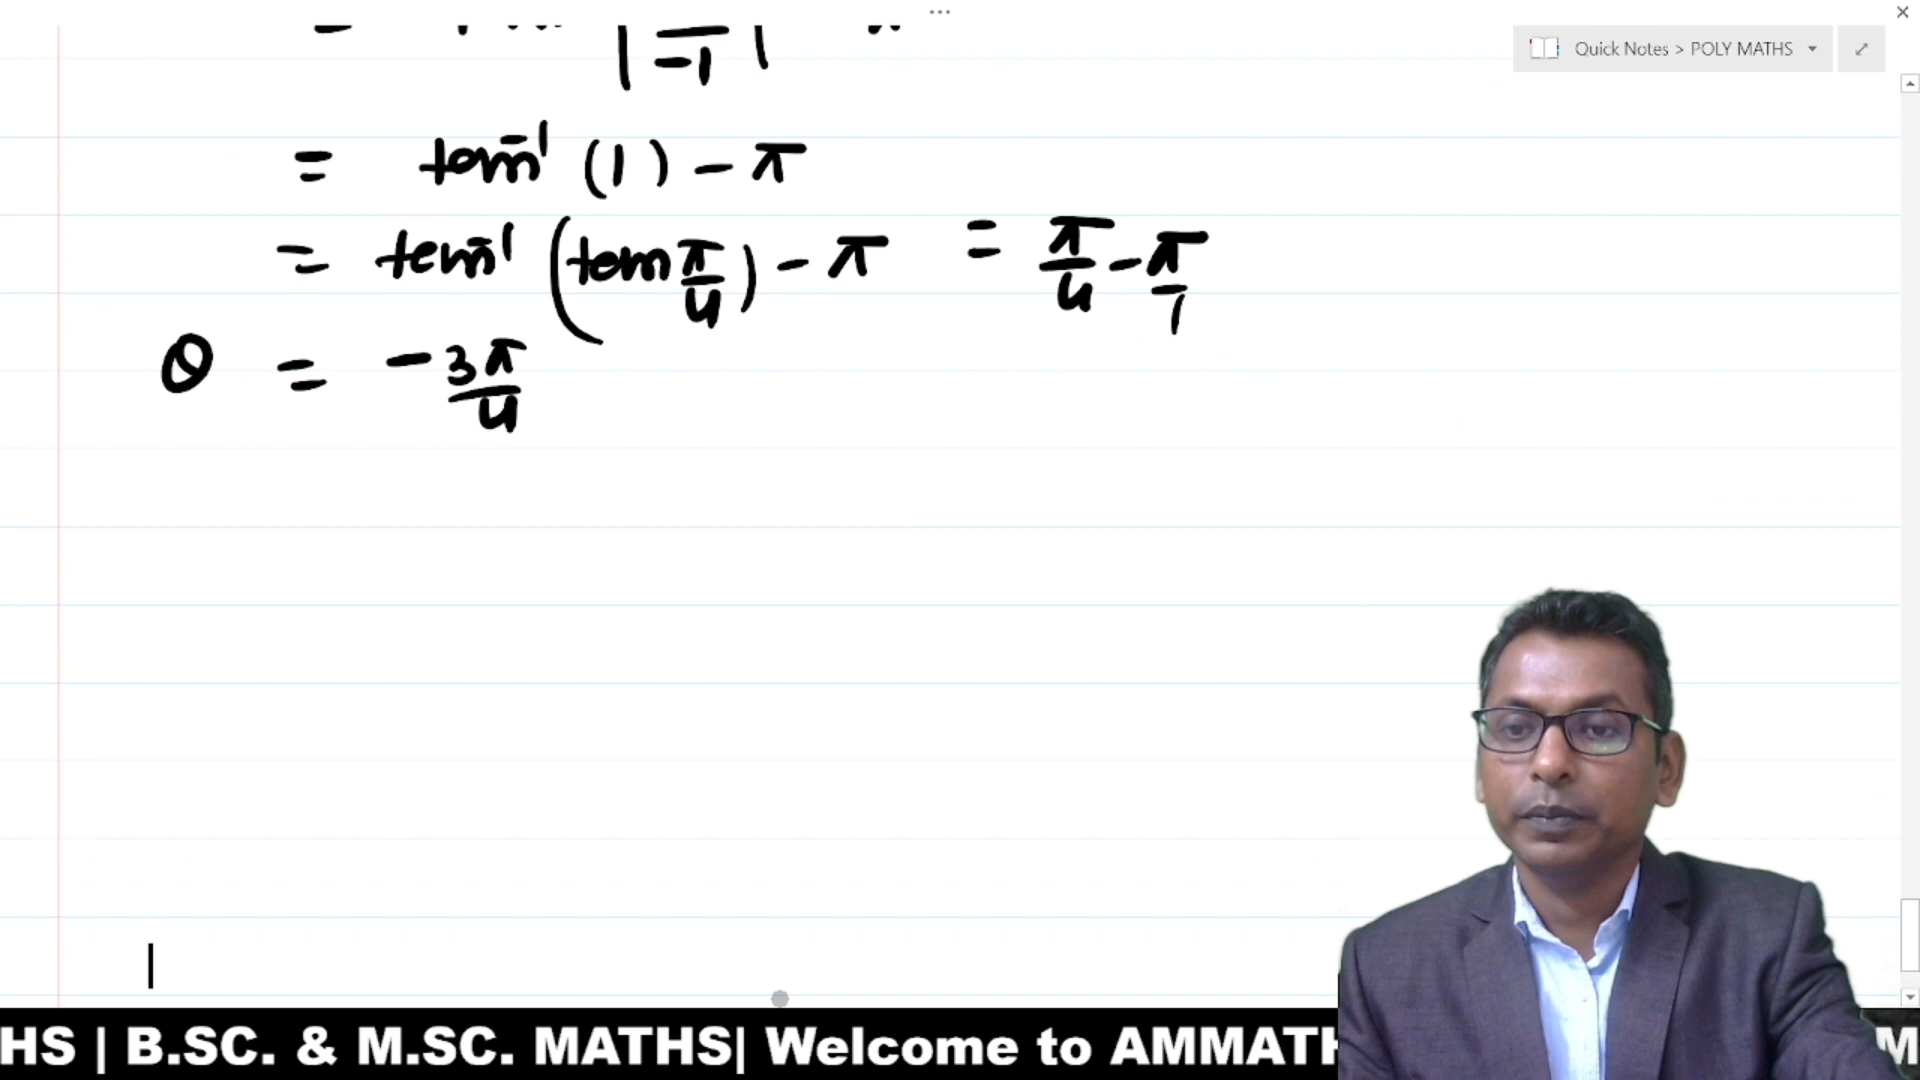 Quick Notes > POLY MATHS
-1
= tan⁻¹ (1) - π
= tan⁻¹ (tan π/4) - π = π/4 - π/1
θ = -3π/4
HS | B.SC. & M.SC. MATHS| Welcome to AMMATH M